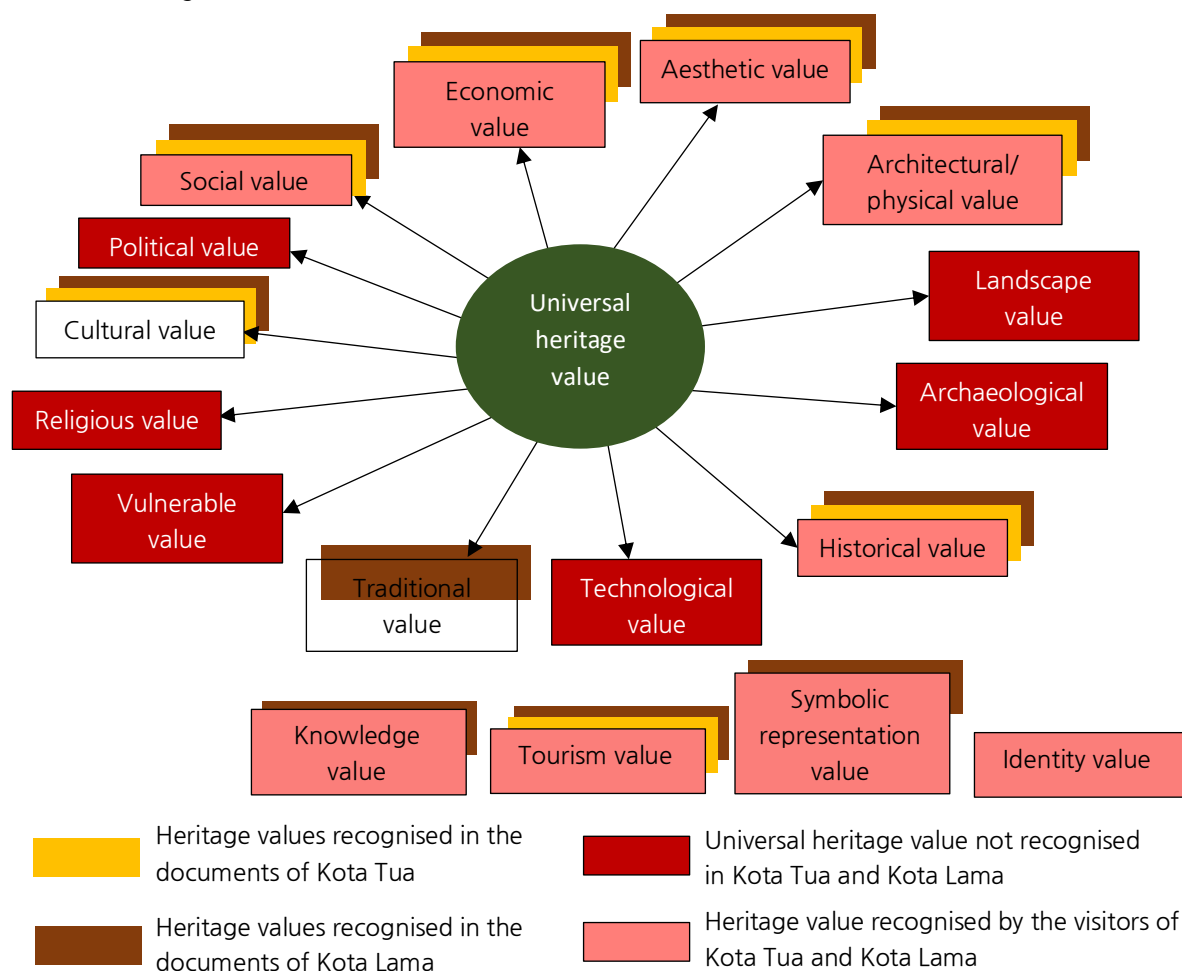 Economic
value
Aesthetic value
Social value
Architectural/
physical value
Political value
Universal
heritage
value
Landscape
value
Cultural value
Religious value
Archaeological
value
Vulnerable
value
Historical value
Traditional
value
Technological
value
Knowledge
value
Tourism value
Symbolic
representation
value
Identity value
Heritage values recognised in the
documents of Kota Tua
Universal heritage value not recognised
in Kota Tua and Kota Lama
Heritage values recognised in the
documents of Kota Lama
Heritage value recognised by the visitors of
Kota Tua and Kota Lama